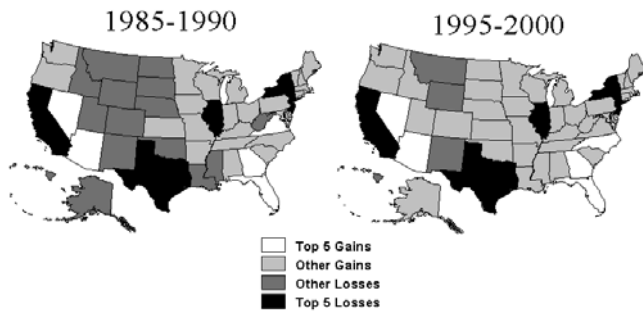 1985-1990 1995-2000
Top 5 Gains
Other Gains
Other Losses
Top 5 Losses